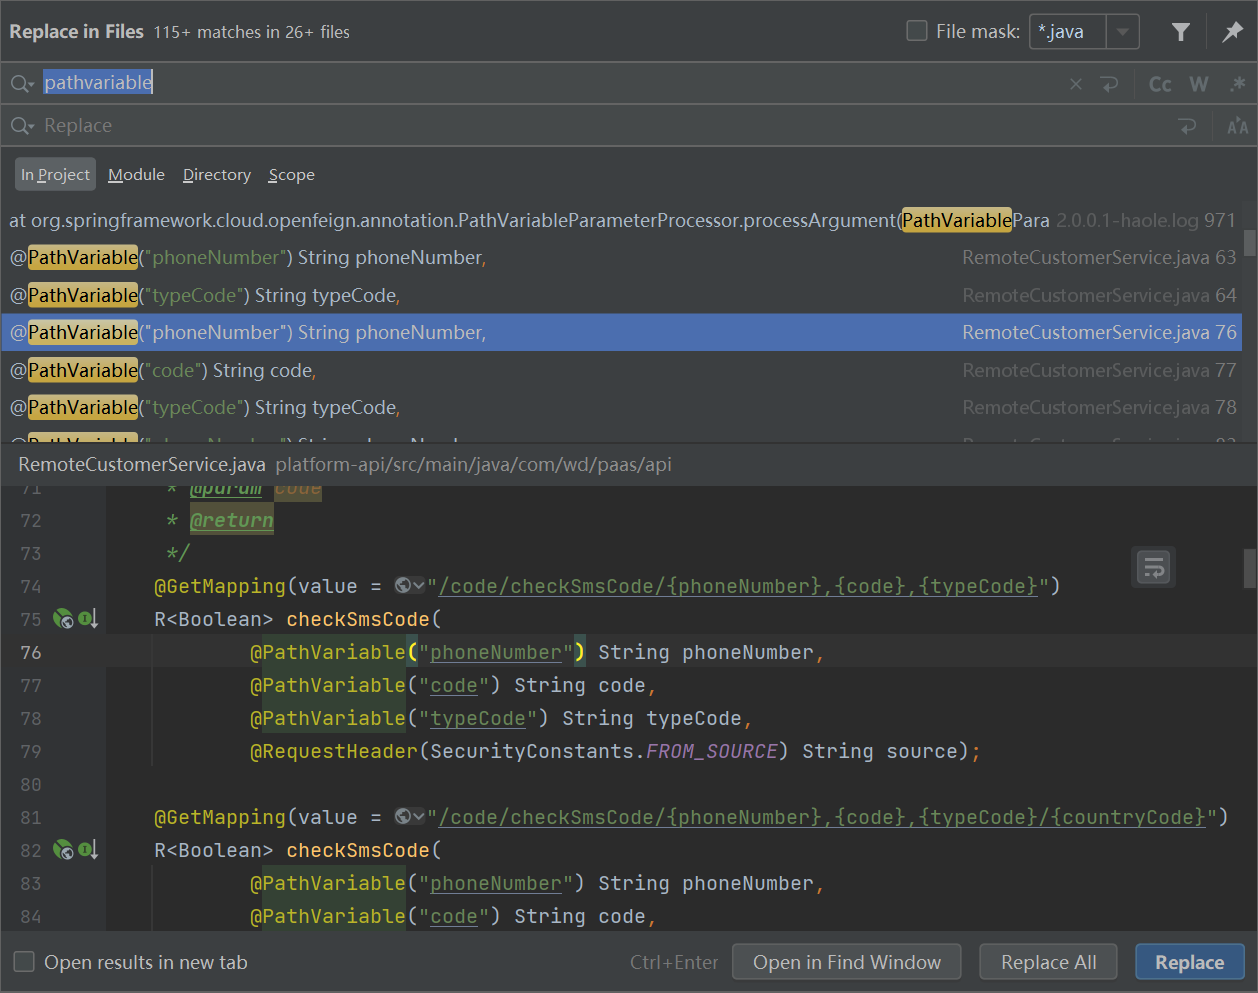 Replace in Files 115+ matches in 26+ files File mask: *.java
pathvariable Cc W .*
Replace
In Project Module Directory Scope
at org.springframework.cloud.openfeign.annotation.PathVariableParameterProcessor.processArgument(PathVariablePara 2.0.0.1-haole.log 971
@PathVariable("phoneNumber") String phoneNumber, RemoteCustomerService.java 63
@PathVariable("typeCode") String typeCode, RemoteCustomerService.java 64
@PathVariable("phoneNumber") String phoneNumber, RemoteCustomerService.java 76
@PathVariable("code") String code, RemoteCustomerService.java 77
@PathVariable("typeCode") String typeCode, RemoteCustomerService.java 78
RemoteCustomerService.java platform-api/src/main/java/com/wd/paas/api
71 * @param code
72 * @return
73 */
74 @GetMapping(value = "/code/checkSmsCode/{phoneNumber},{code},{typeCode}")
75 R<Boolean> checkSmsCode(
76 @PathVariable("phoneNumber") String phoneNumber,
77 @PathVariable("code") String code,
78 @PathVariable("typeCode") String typeCode,
79 @RequestHeader(SecurityConstants.FROM_SOURCE) String source);
80
81 @GetMapping(value = "/code/checkSmsCode/{phoneNumber},{code},{typeCode}/{countryCode}")
82 R<Boolean> checkSmsCode(
83 @PathVariable("phoneNumber") String phoneNumber,
84 @PathVariable("code") String code,
Open results in new tab Ctrl+Enter Open in Find Window Replace All Replace